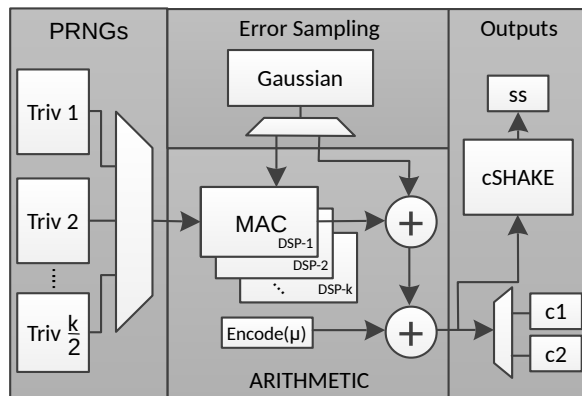 PRNGs
Triv 1
Triv 2
Triv k/2
Error Sampling
Gaussian
MAC
DSP-1
DSP-2
DSP-k
Encode(μ)
ARITHMETIC
Outputs
ss
cSHAKE
c1
c2